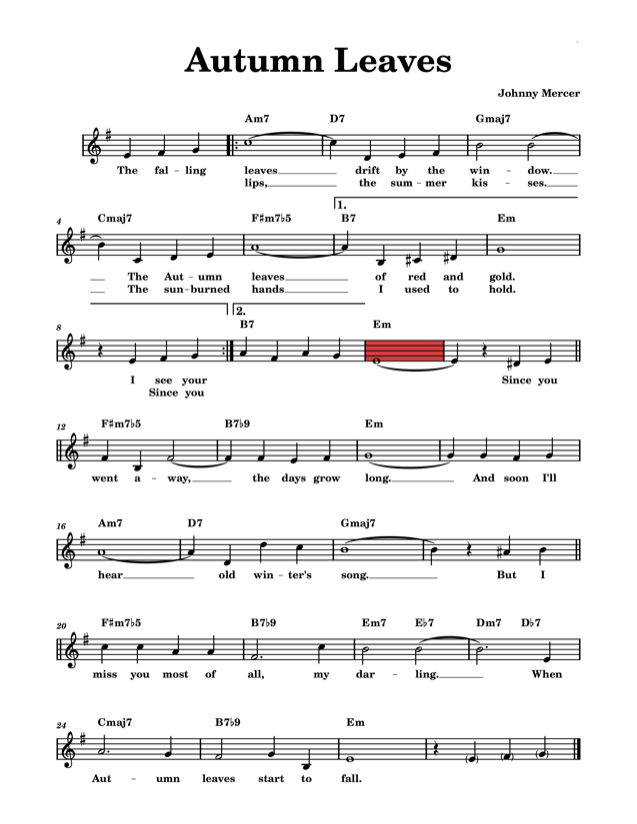 Autumn Leaves
Johnny Mercer
Am7 D7 Gmaj7
The fal - ling leaves drift by the win - dow.
lips, the sum - mer kis - ses.
1.
4 Cmaj7 F♯m7♭5 B7 Em
The Aut - umn leaves of red and gold.
The sun - burned hands I used to hold.
2.
8 B7 Em
I see your Since you
Since you
12 F♯m7♭5 B7♭9 Em
went a - way, the days grow long. And soon I'll
16 Am7 D7 Gmaj7
hear old win - ter's song. But I
20 F♯m7♭5 B7♭9 Em7 E♭7 Dm7 D♭7
miss you most of all, my dar - ling. When
24 Cmaj7 B7♭9 Em
Aut - umn leaves start to fall.